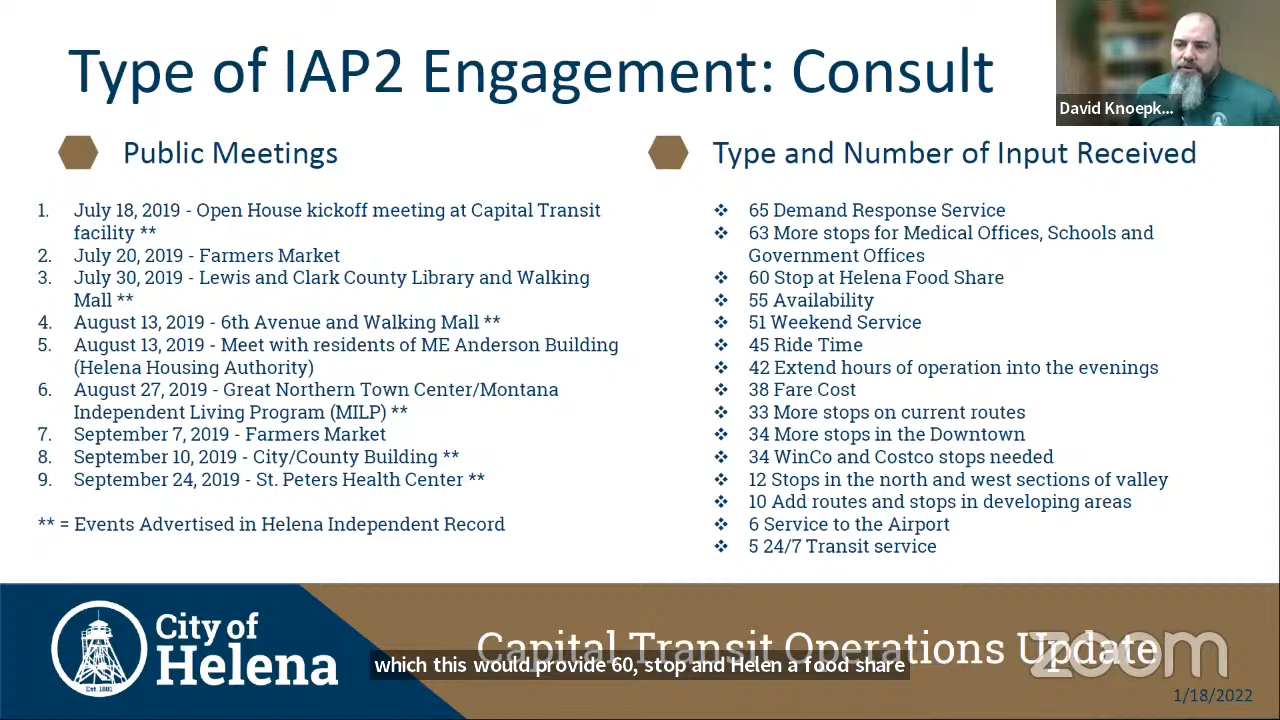 Type of IAP2 Engagement: Consult
David Knoepk...
Public Meetings
1. July 18, 2019 - Open House kickoff meeting at Capital Transit
facility **
2. July 20, 2019 - Farmers Market
3. July 30, 2019 - Lewis and Clark County Library and Walking
Mall **
4. August 13, 2019 - 6th Avenue and Walking Mall **
5. August 13, 2019 - Meet with residents of ME Anderson Building
(Helena Housing Authority)
6. August 27, 2019 - Great Northern Town Center/Montana
Independent Living Program (MILP) **
7. September 7, 2019 - Farmers Market
8. September 10, 2019 - City/County Building **
9. September 24, 2019 - St. Peters Health Center **
** = Events Advertised in Helena Independent Record
Type and Number of Input Received
❖ 65 Demand Response Service
❖ 63 More stops for Medical Offices, Schools and
Government Offices
❖ 60 Stop at Helena Food Share
❖ 55 Availability
❖ 51 Weekend Service
❖ 45 Ride Time
❖ 42 Extend hours of operation into the evenings
❖ 38 Fare Cost
❖ 33 More stops on current routes
❖ 34 More stops in the Downtown
❖ 34 WinCo and Costco stops needed
❖ 12 Stops in the north and west sections of valley
❖ 10 Add routes and stops in developing areas
❖ 6 Service to the Airport
❖ 5 24/7 Transit service
City of
Helena
Est. 1881
Capital Transit Operations Update
zoom
which this would provide 60, stop and Helen a food share
1/18/2022